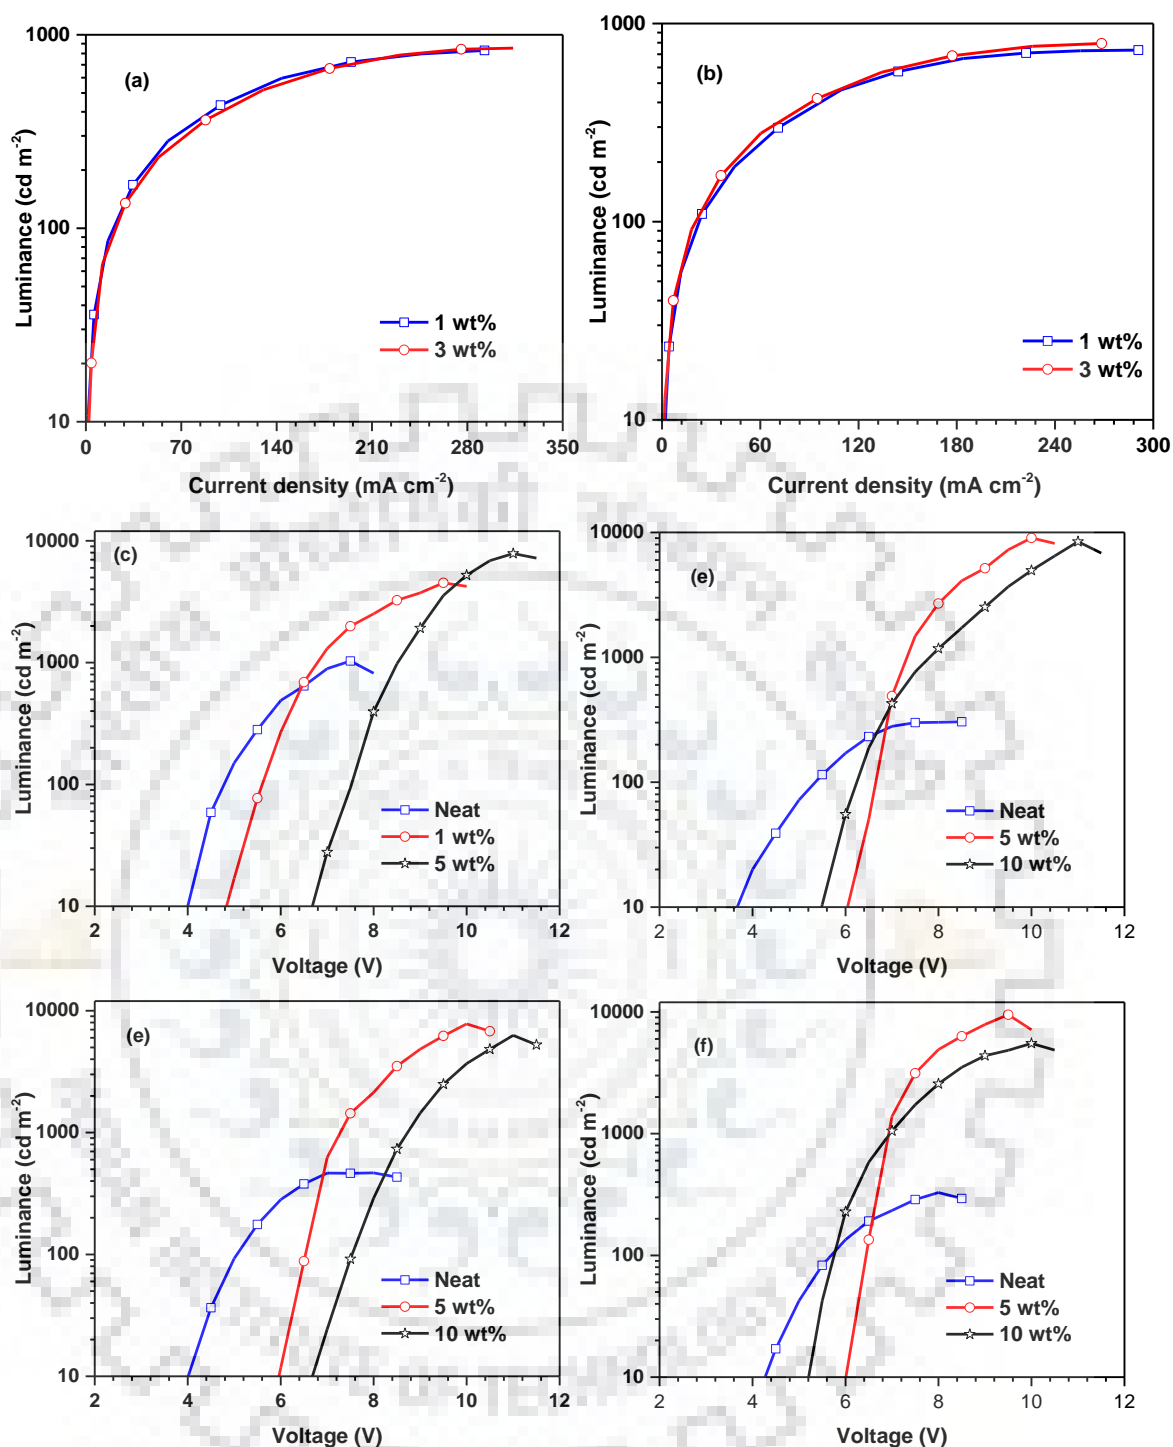 1000
100
10
Luminance (cd m-2)
(a)
1 wt%
3 wt%
0 70 140 210 280 350
Current density (mA cm-2)
1000
100
10
Luminance (cd m-2)
(b)
1 wt%
3 wt%
0 60 120 180 240 300
Current density (mA cm-2)
10000
1000
100
10
Luminance (cd m-2)
(c)
Neat
1 wt%
5 wt%
2 4 6 8 10 12
Voltage (V)
10000
1000
100
10
Luminance (cd m-2)
(e)
Neat
5 wt%
10 wt%
2 4 6 8 10 12
Voltage (V)
10000
1000
100
10
Luminance (cd m-2)
(e)
Neat
5 wt%
10 wt%
2 4 6 8 10 12
Voltage (V)
10000
1000
100
10
Luminance (cd m-2)
(f)
Neat
5 wt%
10 wt%
2 4 6 8 10 12
Voltage (V)